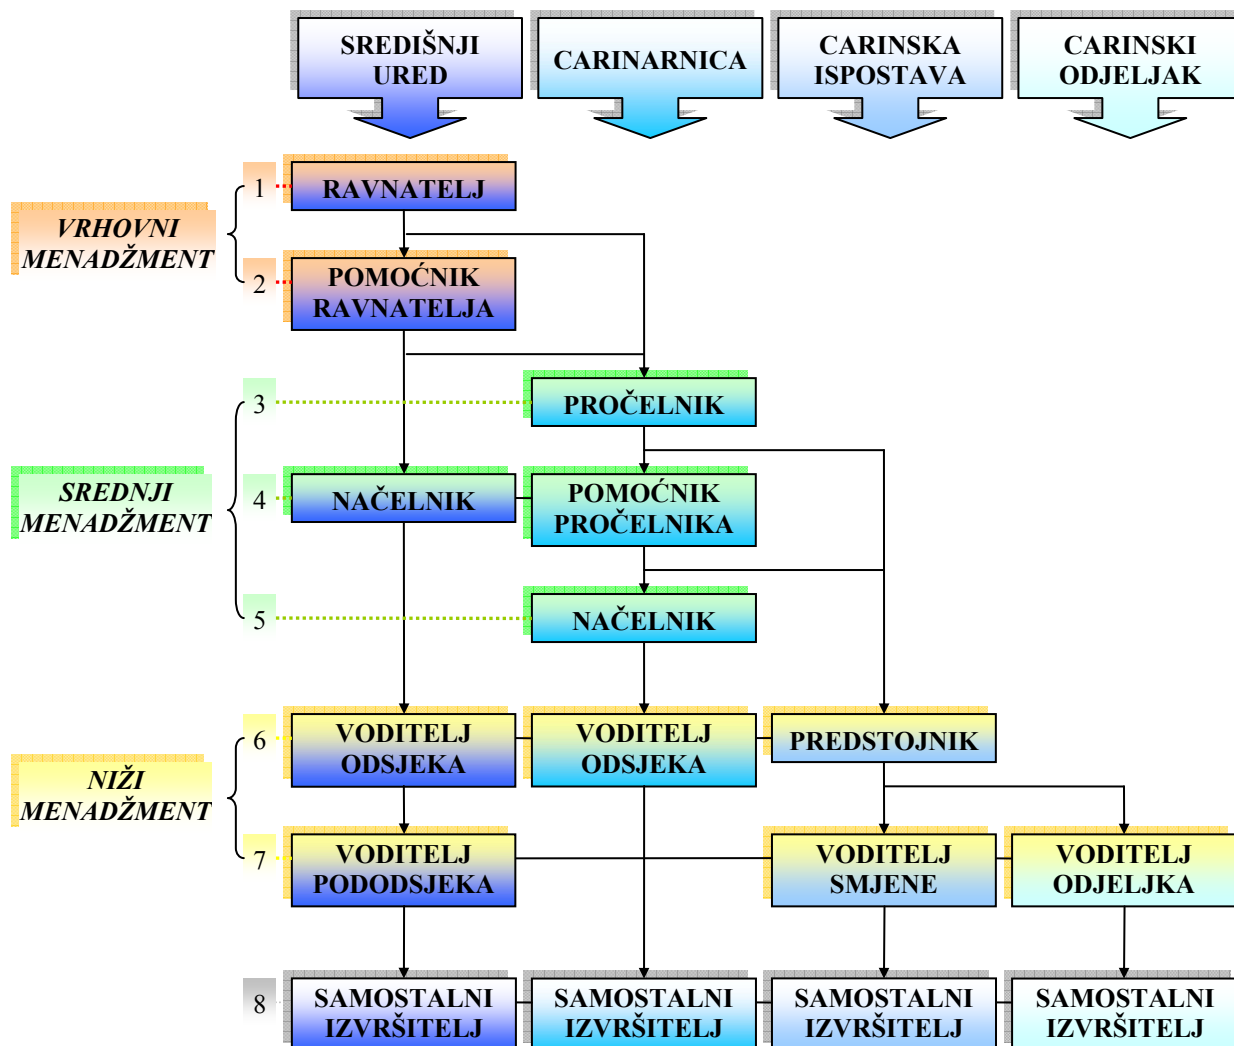 SREDIŠNJI
URED
CARINARNICA
CARINSKA
ISPOSTAVA
CARINSKI
ODJELJAK
VRHOVNI
MENADŽMENT
1
RAVNATELJ
2
POMOĆNIK
RAVNATELJA
SREDNJI
MENADŽMENT
3
PROČELNIK
4
NAČELNIK
POMOĆNIK
PROČELNIKA
5
NAČELNIK
NIŽI
MENADŽMENT
6
VODITELJ
ODSJEKA
VODITELJ
ODSJEKA
PREDSTOJNIK
7
VODITELJ
PODODSJEKA
VODITELJ
SMJENE
VODITELJ
ODJELJKA
8
SAMOSTALNI
IZVRŠITELJ
SAMOSTALNI
IZVRŠITELJ
SAMOSTALNI
IZVRŠITELJ
SAMOSTALNI
IZVRŠITELJ